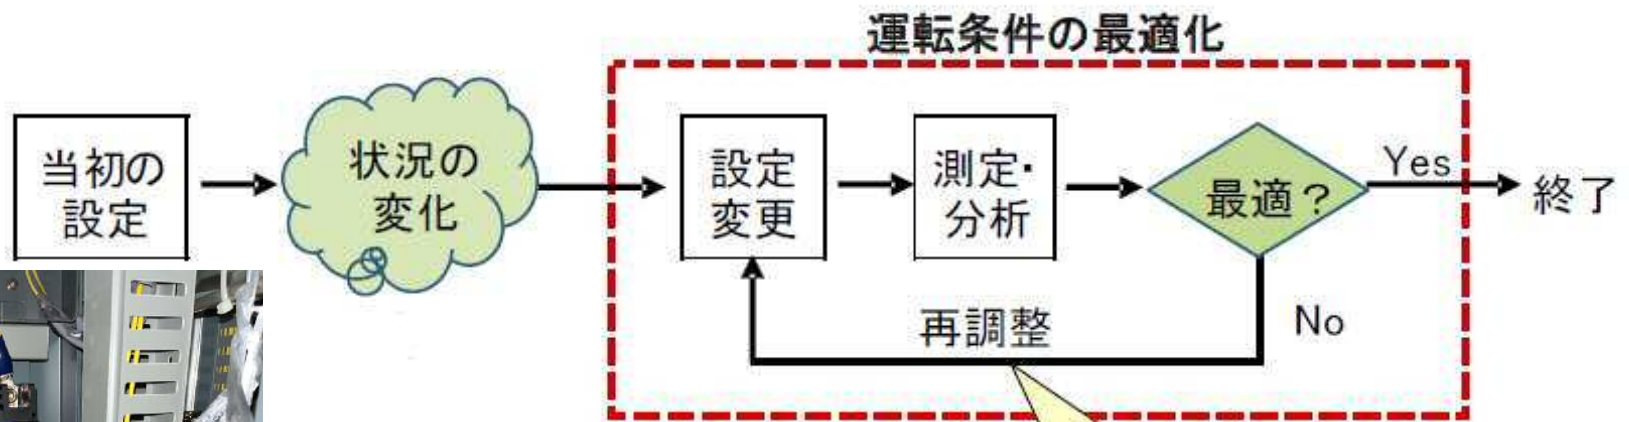 運転条件の最適化
当初の
設定
状況の
変化
設定
変更
測定・
分析
最適？
Yes
終了
再調整
No